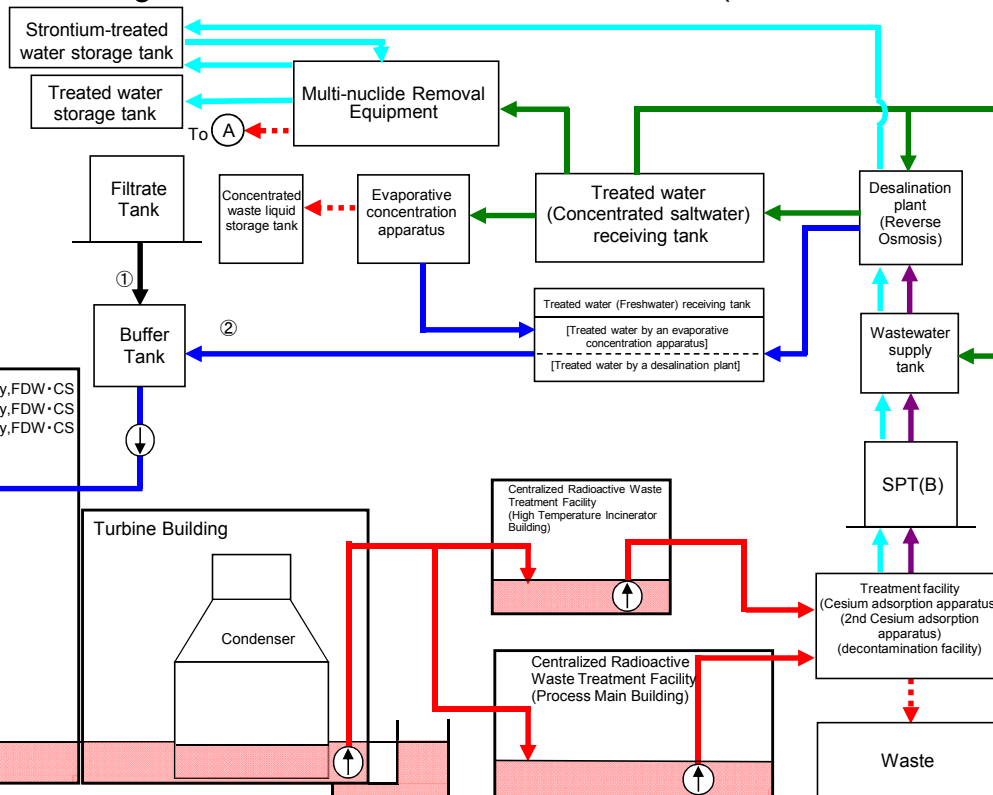 Strontium-treated
water storage tank
Treated water
storage tank
Multi-nuclide Removal
Equipment
To A
Filtrate
Tank
Concentrated
waste liquid
storage tank
Evaporative
concentration
apparatus
Treated water
(Concentrated saltwater)
receiving tank
Desalination
plant
(Reverse
Osmosis)
①
②
Buffer
Tank
Treated water (Freshwater) receiving tank
[Treated water by an evaporative
concentration apparatus]
[Treated water by a desalination plant]
Wastewater
supply
tank
y,FDW・CS
y,FDW・CS
y,FDW・CS
SPT(B)
Turbine Building
Condenser
Centralized Radioactive Waste
Treatment Facility
(High Temperature Incinerator
Building)
Centralized Radioactive
Waste Treatment Facility
(Process Main Building)
Treatment facility
(Cesium adsorption apparatus
(2nd Cesium adsorption
apparatus)
(decontamination facility)
Waste